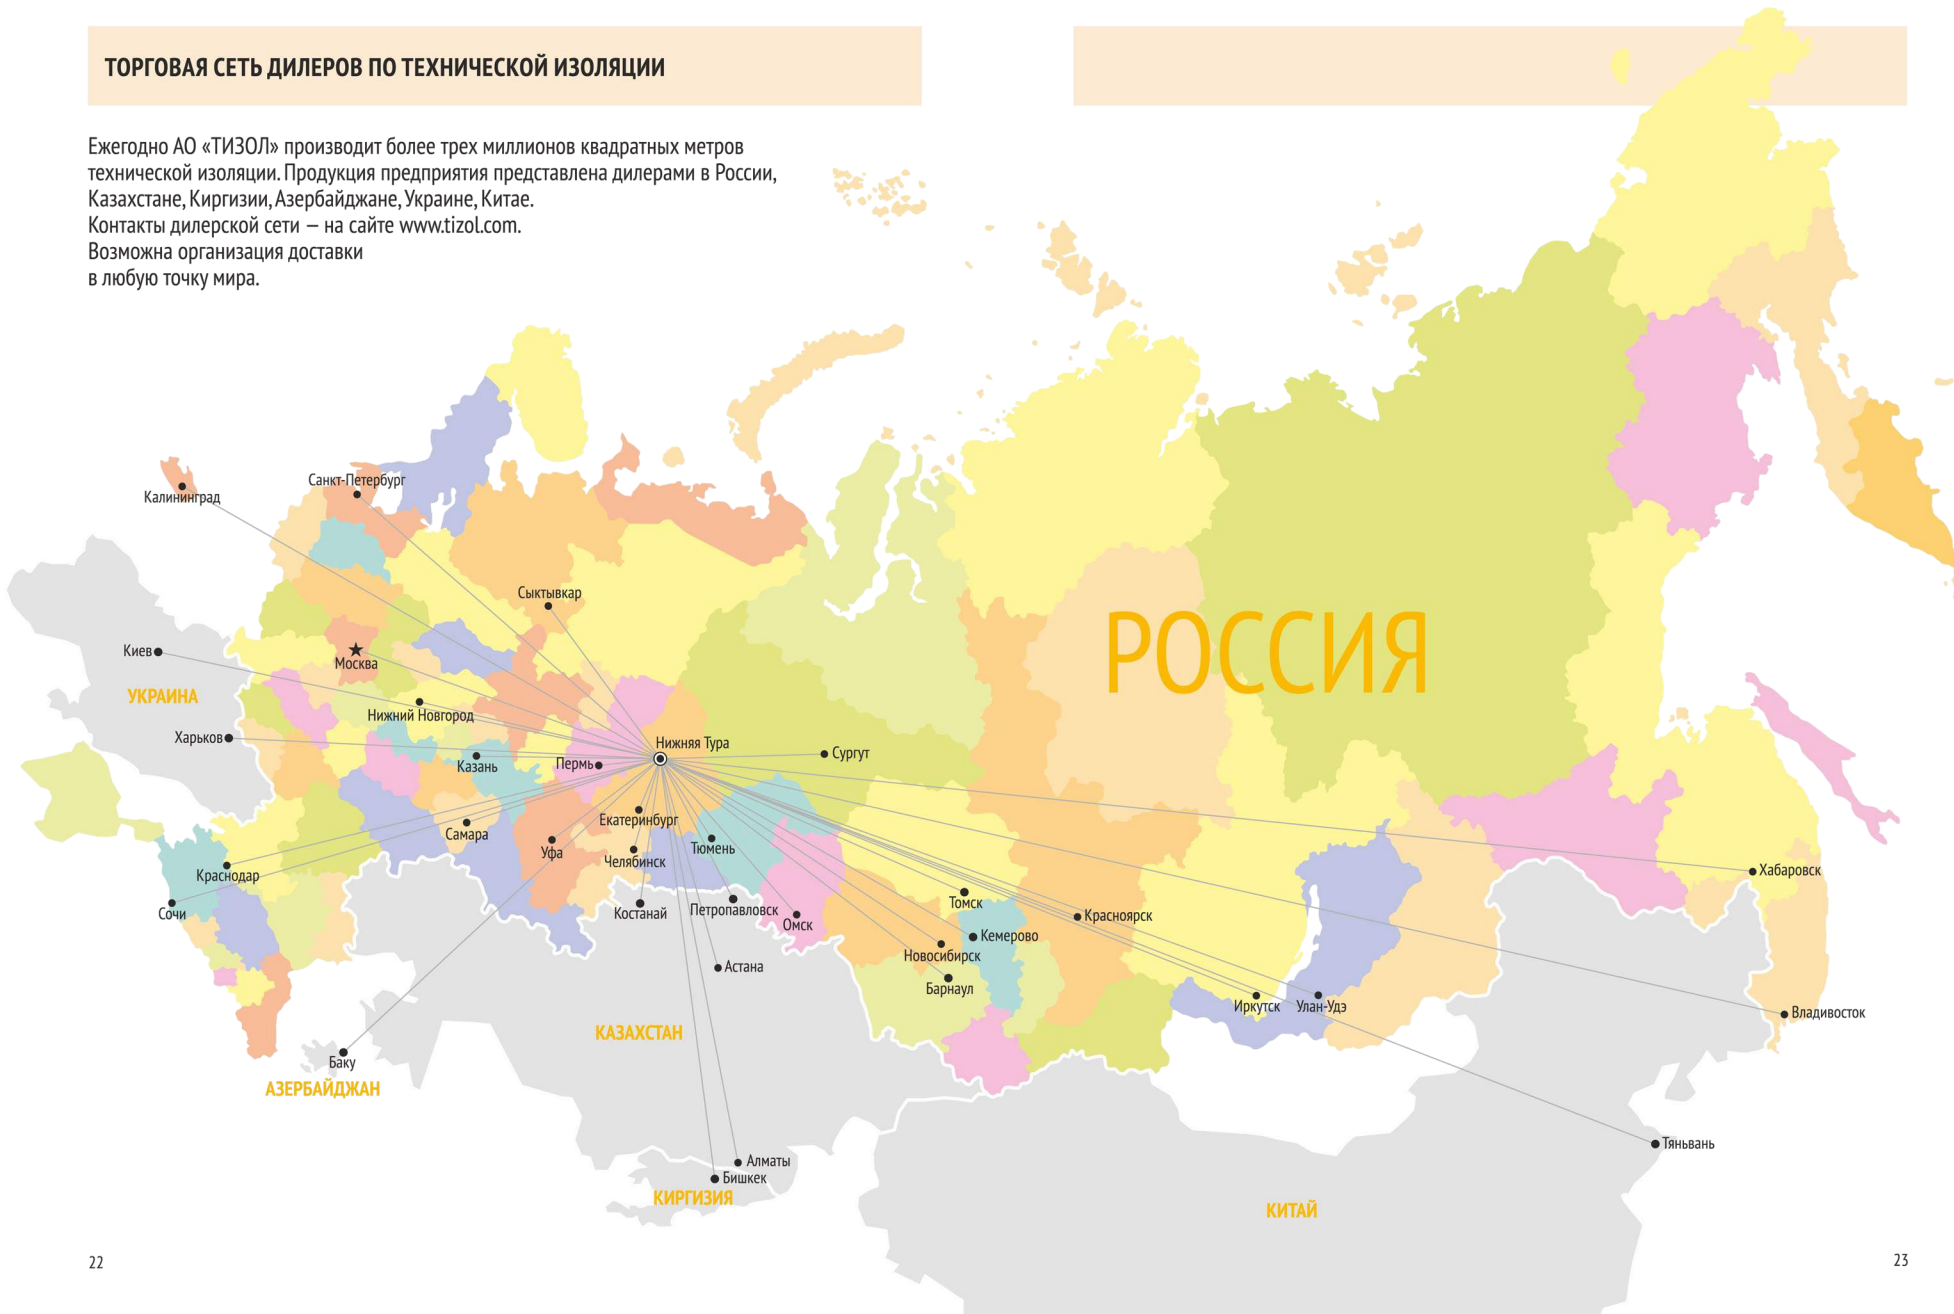 ТОРГОВАЯ СЕТЬ ДИЛЕРОВ ПО ТЕХНИЧЕСКОЙ ИЗОЛЯЦИИ
Ежегодно АО «ТИЗОЛ» производит более трех миллионов квадратных метров
технической изоляции. Продукция предприятия представлена дилерами в России,
Казахстане, Киргизии, Азербайджане, Украине, Китае.
Контакты дилерской сети — на сайте www.tizol.com.
Возможна организация доставки
в любую точку мира.
Санкт-Петербург
Калининград
Сыктывкар
РОССИЯ
Киев
Москва
УКРАИНА
Нижний Новгород
Харьков
Нижняя Тура
Сургут
Казань
Пермь
Екатеринбург
Самара
Уфа
Челябинск
Тюмень
Хабаровск
Краснодар
Сочи
Костанай
Петропавловск
Омск
Томск
Красноярск
Кемерово
Новосибирск
Астана
Барнаул
Иркутск
Улан-Удэ
Владивосток
КАЗАХСТАН
Баку
АЗЕРБАЙДЖАН
Тяньвань
Алматы
Бишкек
КИРГИЗИЯ
КИТАЙ
22
23